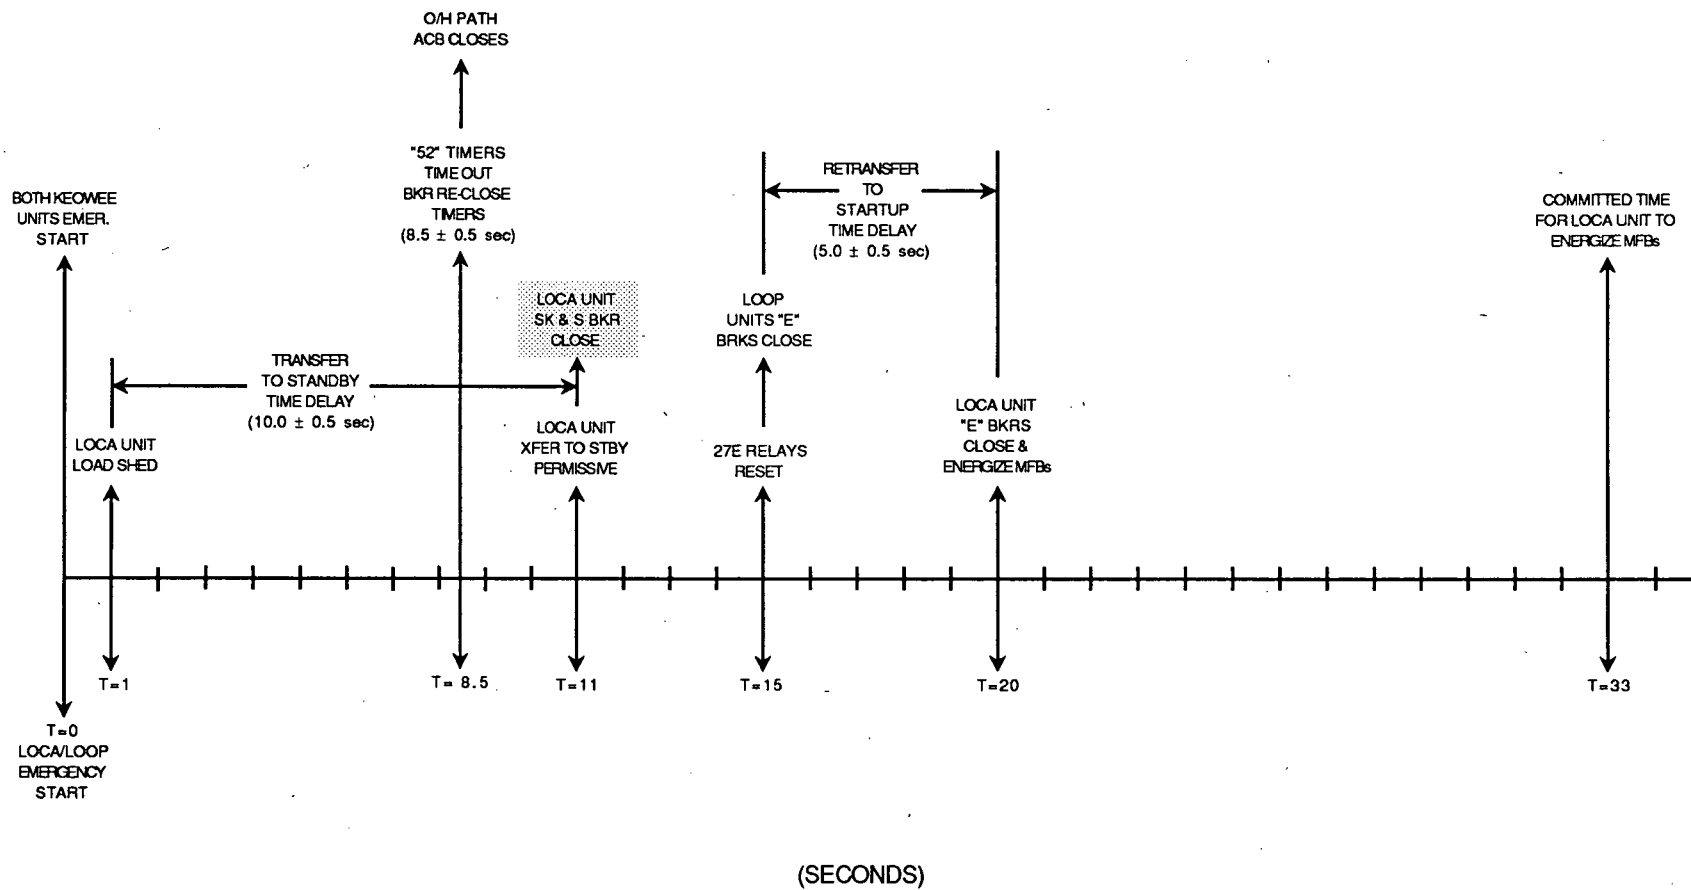 O/H PATH
ACB CLOSES
"52" TIMERS
TIME OUT
BKR RE-CLOSE
TIMERS
(8.5 ± 0.5 sec)
BOTH KEOWEE
UNITS EMER.
START
RETRANSFER
TO
STARTUP
TIME DELAY
(5.0 ± 0.5 sec)
COMMITTED TIME
FOR LOCA UNIT TO
ENERGIZE MFBs
LOCA UNIT
SK & S BKR
CLOSE
LOOP
UNITS "E"
BRKS CLOSE
TRANSFER
TO STANDBY
TIME DELAY
(10.0 ± 0.5 sec)
LOCA UNIT
LOAD SHED
LOCA UNIT
XFER TO STBY
PERMISSIVE
27E RELAYS
RESET
LOCA UNIT
"E" BKRS
CLOSE &
ENERGIZE MFBs
T=1
T= 8.5
T=11
T=15
T=20
T=33
T=0
LOCA/LOOP
EMERGENCY
START
(SECONDS)